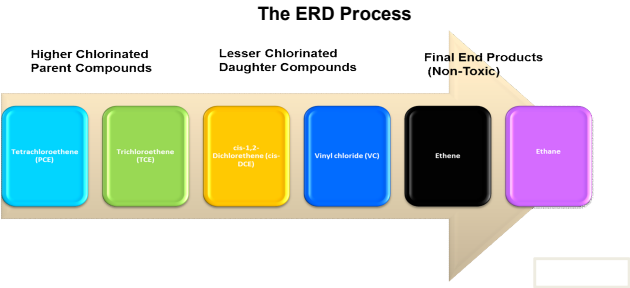 The ERD Process
Higher Chlorinated
Parent Compounds
Lesser Chlorinated
Daughter Compounds
Final End Products
(Non-Toxic)
Tetrachloroethene
(PCE)
Trichloroethene
(TCE)
cis-1,2-
Dichlorethene (cis-
DCE)
Vinyl chloride (VC)
Ethene
Ethane